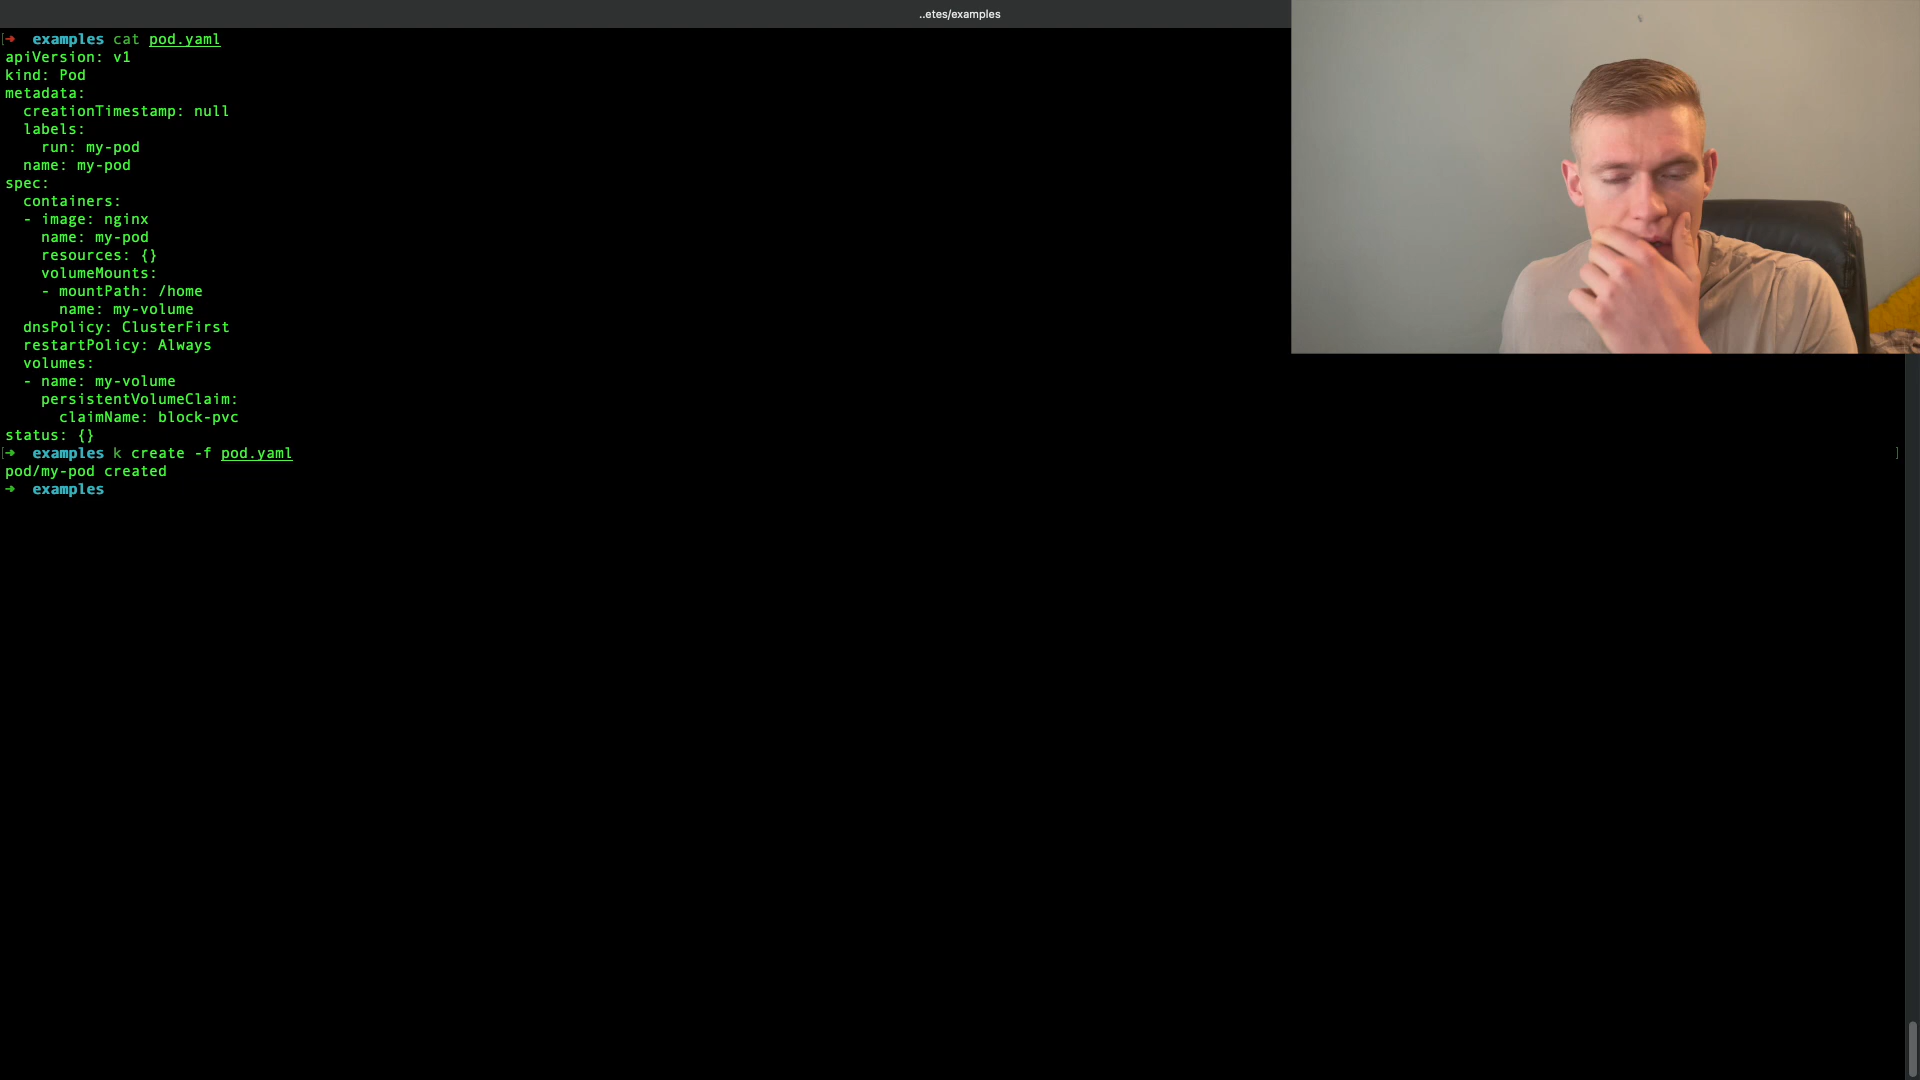 ..etes/examples
[➜  examples cat pod.yaml
apiVersion: v1
kind: Pod
metadata:
  creationTimestamp: null
  labels:
    run: my-pod
  name: my-pod
spec:
  containers:
  - image: nginx
    name: my-pod
    resources: {}
    volumeMounts:
    - mountPath: /home
      name: my-volume
  dnsPolicy: ClusterFirst
  restartPolicy: Always
  volumes:
  - name: my-volume
    persistentVolumeClaim:
      claimName: block-pvc
status: {}
[➜  examples k create -f pod.yaml ]
pod/my-pod created
➜  examples